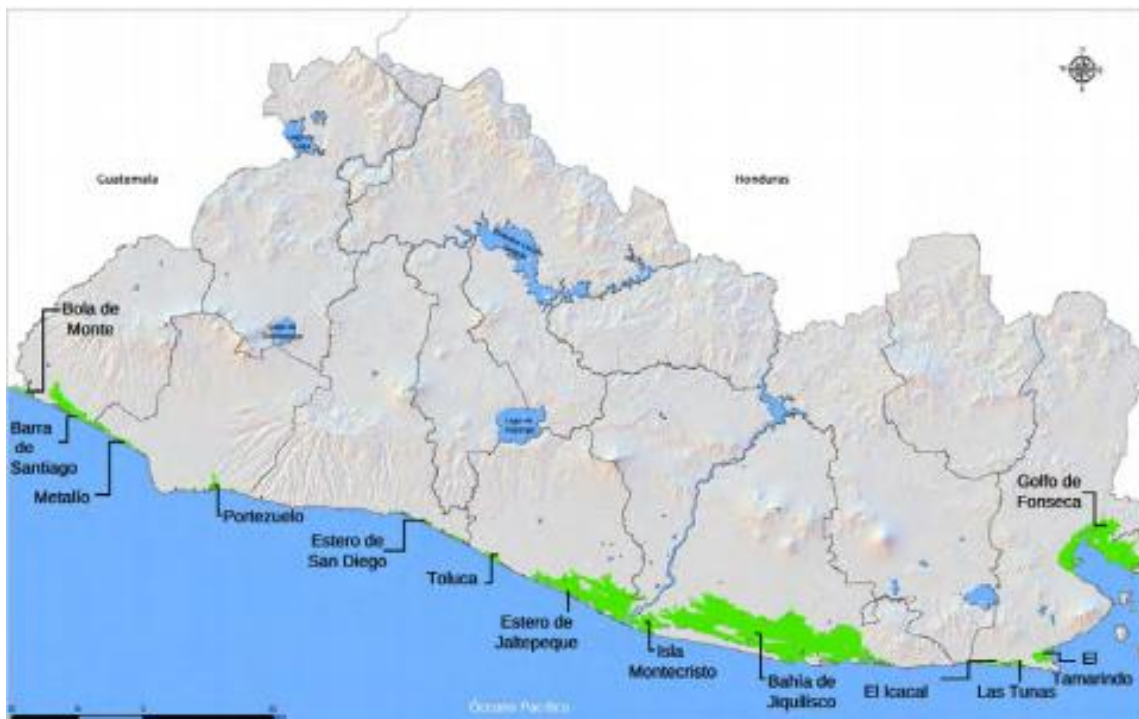 Guatemala
Honduras
Bola de
Monte
Barra
de
Santiago
Metalío
Portezuelo
Estero de
San Diego
Toluca
Estero de
Jaltepeque
Isla
Montecristo
Bahía de
Jiquilisco
El Icacal
Las Tunas
El
Tamarindo
Golfo de
Fonseca
Océano Pacífico